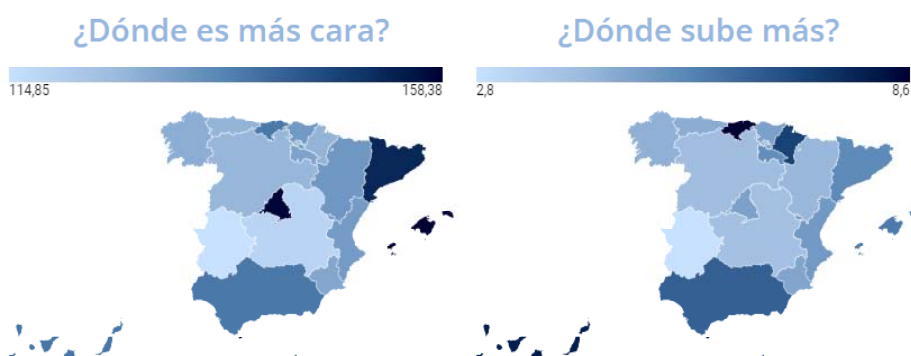 ¿Dónde es más cara?
114,85 158,38
¿Dónde sube más?
2,8 8,6